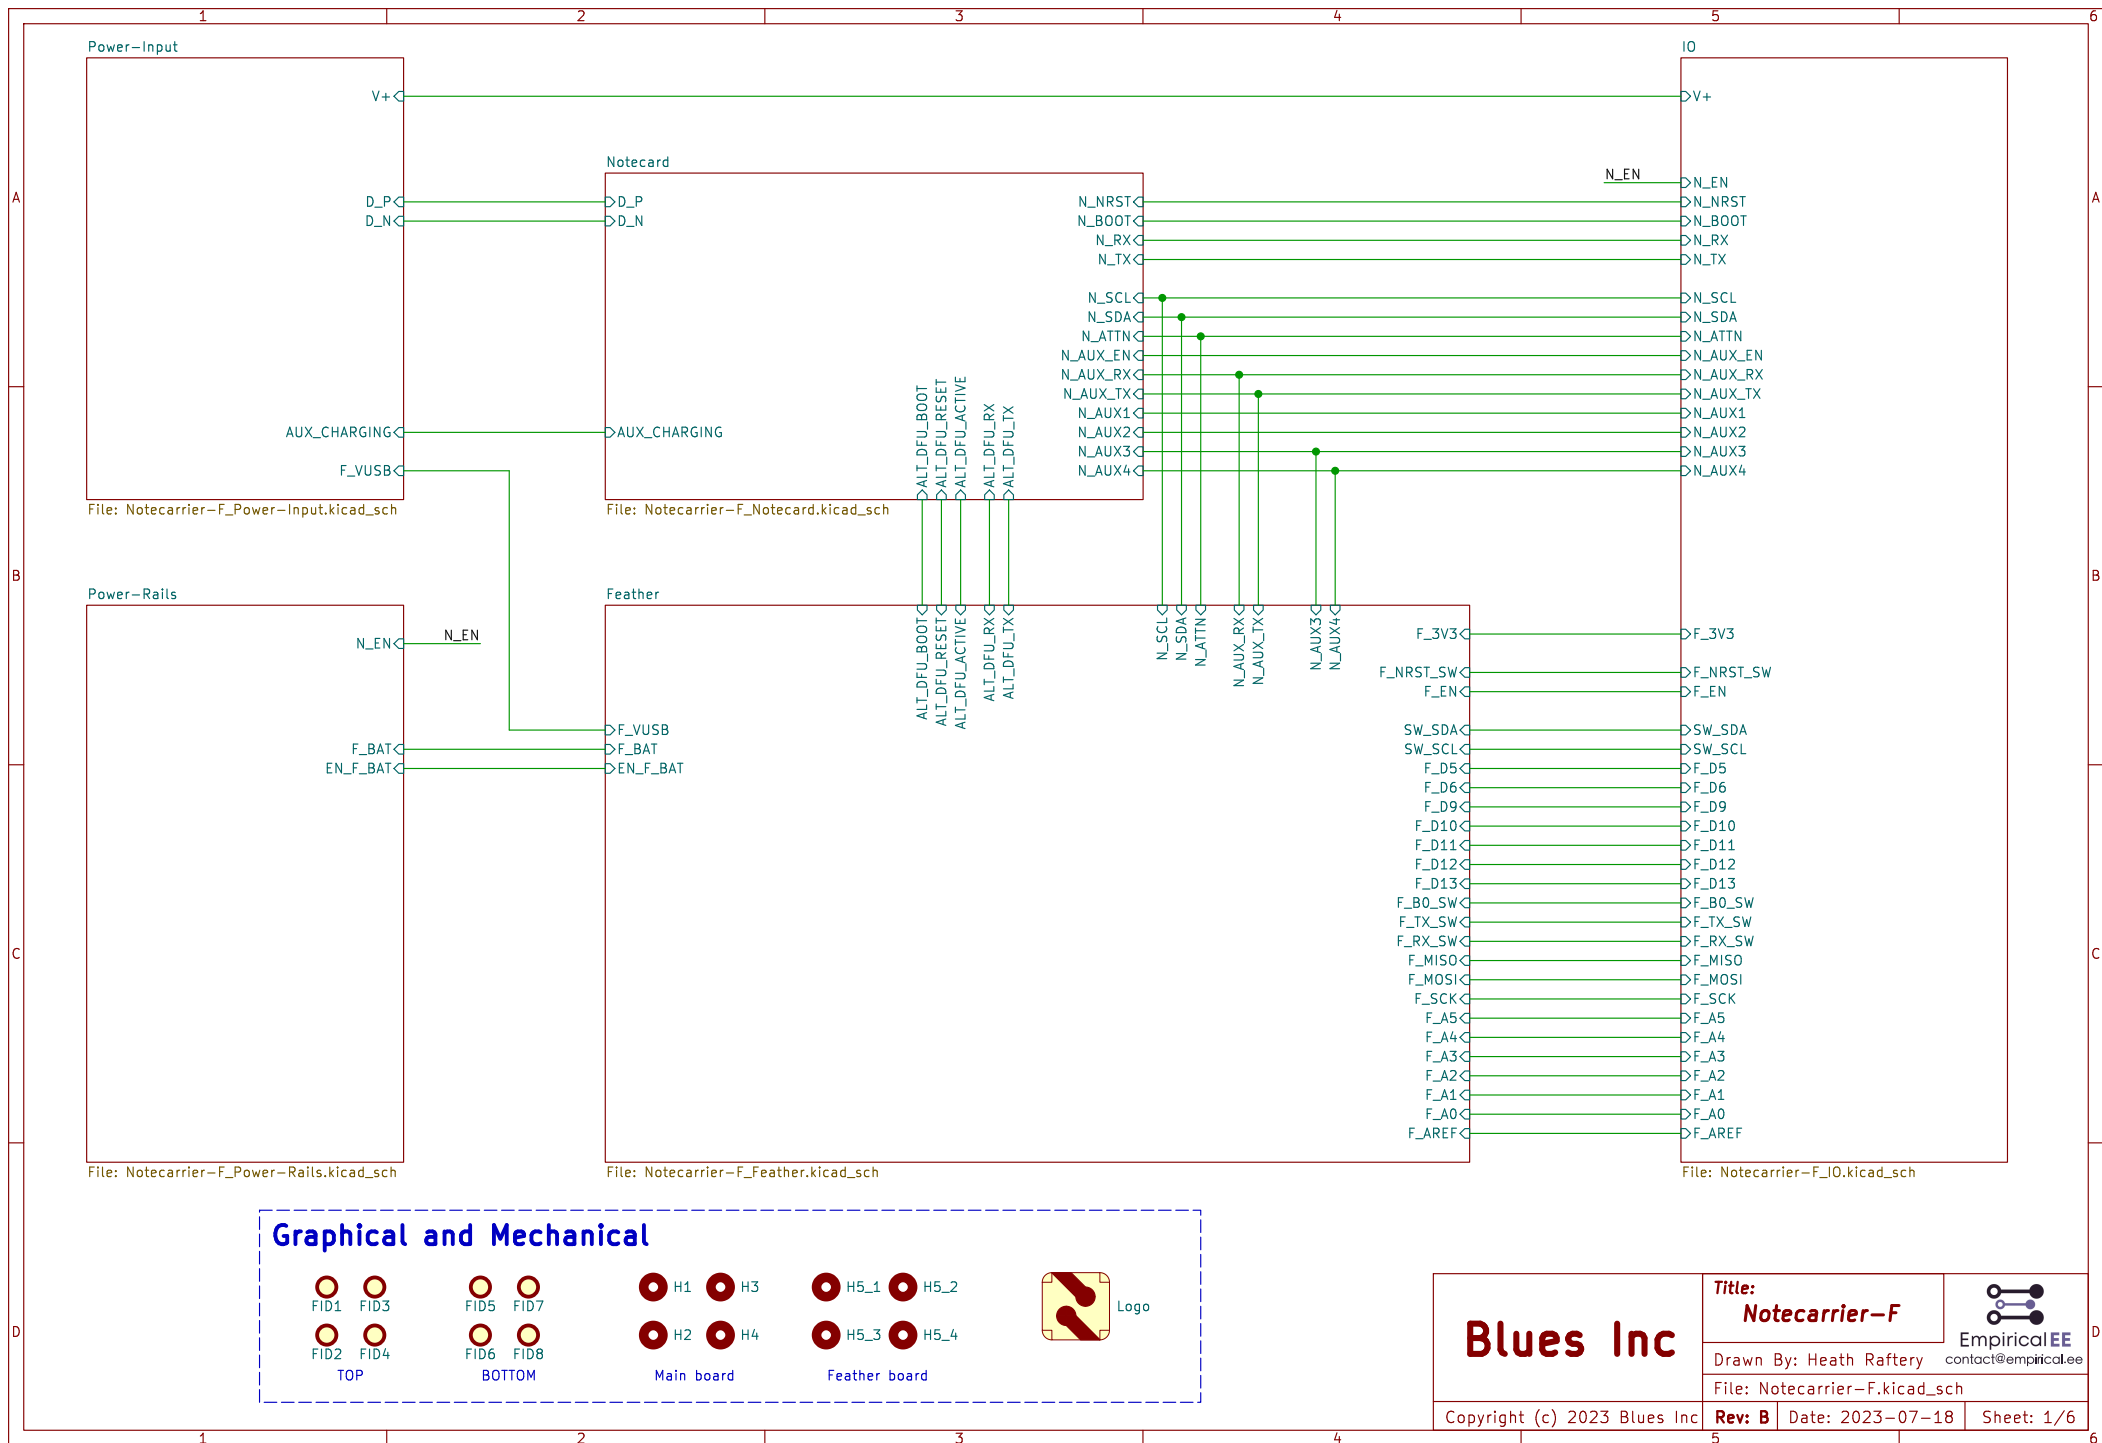 1 2 3 4 5 6
A
B
C
D
A
B
C
D
1 2 3 4 5 6
Power-Input
V+
D_P
D_N
AUX_CHARGING
F_VUSB
File: Notecarrier-F_Power-Input.kicad_sch
Notecard
D_P
D_N
AUX_CHARGING
N_NRST
N_BOOT
N_RX
N_TX
N_SCL
N_SDA
N_ATTN
N_AUX_EN
N_AUX_RX
N_AUX_TX
N_AUX1
N_AUX2
N_AUX3
N_AUX4
ALT_DFU_BOOT
ALT_DFU_RESET
ALT_DFU_ACTIVE
ALT_DFU_RX
ALT_DFU_TX
File: Notecarrier-F_Notecard.kicad_sch
IO
V+
N_EN
N_EN
N_NRST
N_BOOT
N_RX
N_TX
N_SCL
N_SDA
N_ATTN
N_AUX_EN
N_AUX_RX
N_AUX_TX
N_AUX1
N_AUX2
N_AUX3
N_AUX4
F_3V3
F_NRST_SW
F_EN
SW_SDA
SW_SCL
F_D5
F_D6
F_D9
F_D10
F_D11
F_D12
F_D13
F_B0_SW
F_TX_SW
F_RX_SW
F_MISO
F_MOSI
F_SCK
F_A5
F_A4
F_A3
F_A2
F_A1
F_A0
F_AREF
File: Notecarrier-F_IO.kicad_sch
Power-Rails
N_EN
N_EN
F_BAT
EN_F_BAT
File: Notecarrier-F_Power-Rails.kicad_sch
Feather
F_VUSB
F_BAT
EN_F_BAT
ALT_DFU_BOOT
ALT_DFU_RESET
ALT_DFU_ACTIVE
ALT_DFU_RX
ALT_DFU_TX
N_SCL
N_SDA
N_ATTN
N_AUX_RX
N_AUX_TX
N_AUX3
N_AUX4
F_3V3
F_NRST_SW
F_EN
SW_SDA
SW_SCL
F_D5
F_D6
F_D9
F_D10
F_D11
F_D12
F_D13
F_B0_SW
F_TX_SW
F_RX_SW
F_MISO
F_MOSI
F_SCK
F_A5
F_A4
F_A3
F_A2
F_A1
F_A0
F_AREF
File: Notecarrier-F_Feather.kicad_sch
Graphical and Mechanical
FID1 FID3 FID5 FID7 H1 H3 H5_1 H5_2
Logo
FID2 FID4 FID6 FID8 H2 H4 H5_3 H5_4
TOP BOTTOM Main board Feather board
Blues Inc
Copyright (c) 2023 Blues Inc
Title:
Notecarrier-F
Drawn By: Heath Raftery
EmpiricalEE
contact@empirical.ee
File: Notecarrier-F.kicad_sch
Rev: B Date: 2023-07-18 Sheet: 1/6